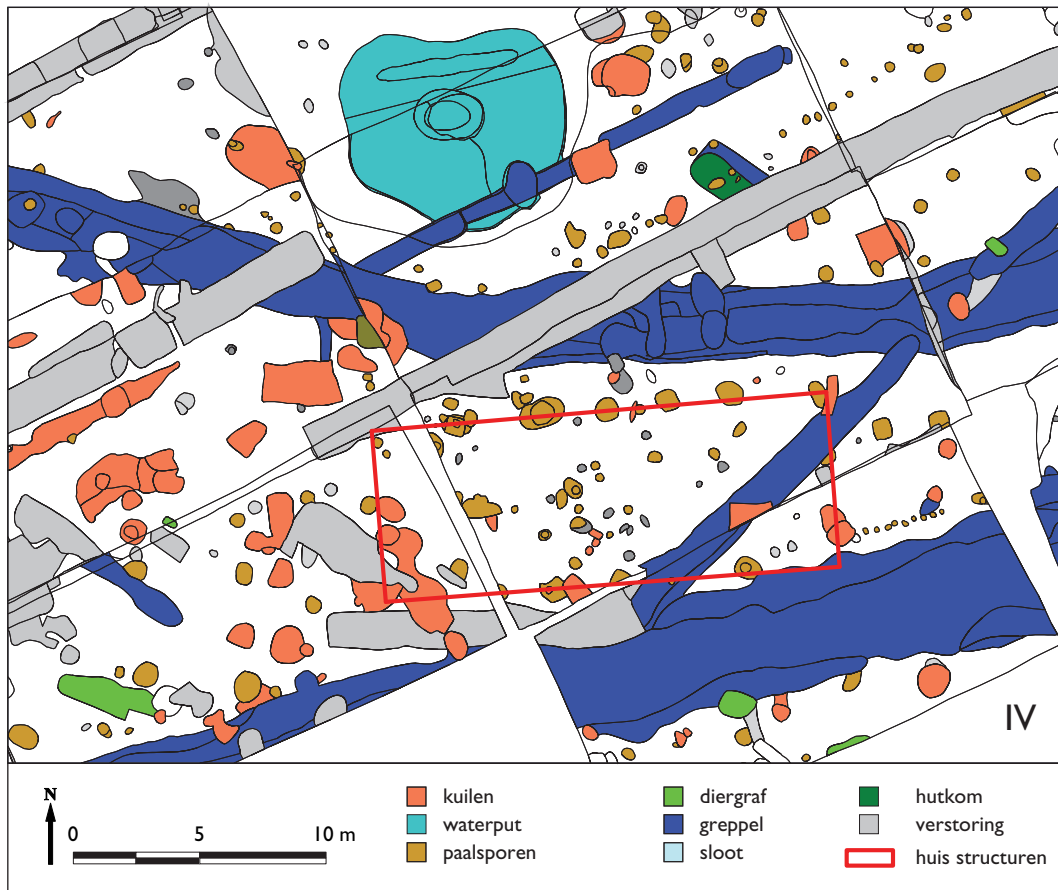 IV
N
0 5 10 m
kuilen
waterput
paalsporen
diergraf
greppel
sloot
hutkom
verstoring
huis structuren